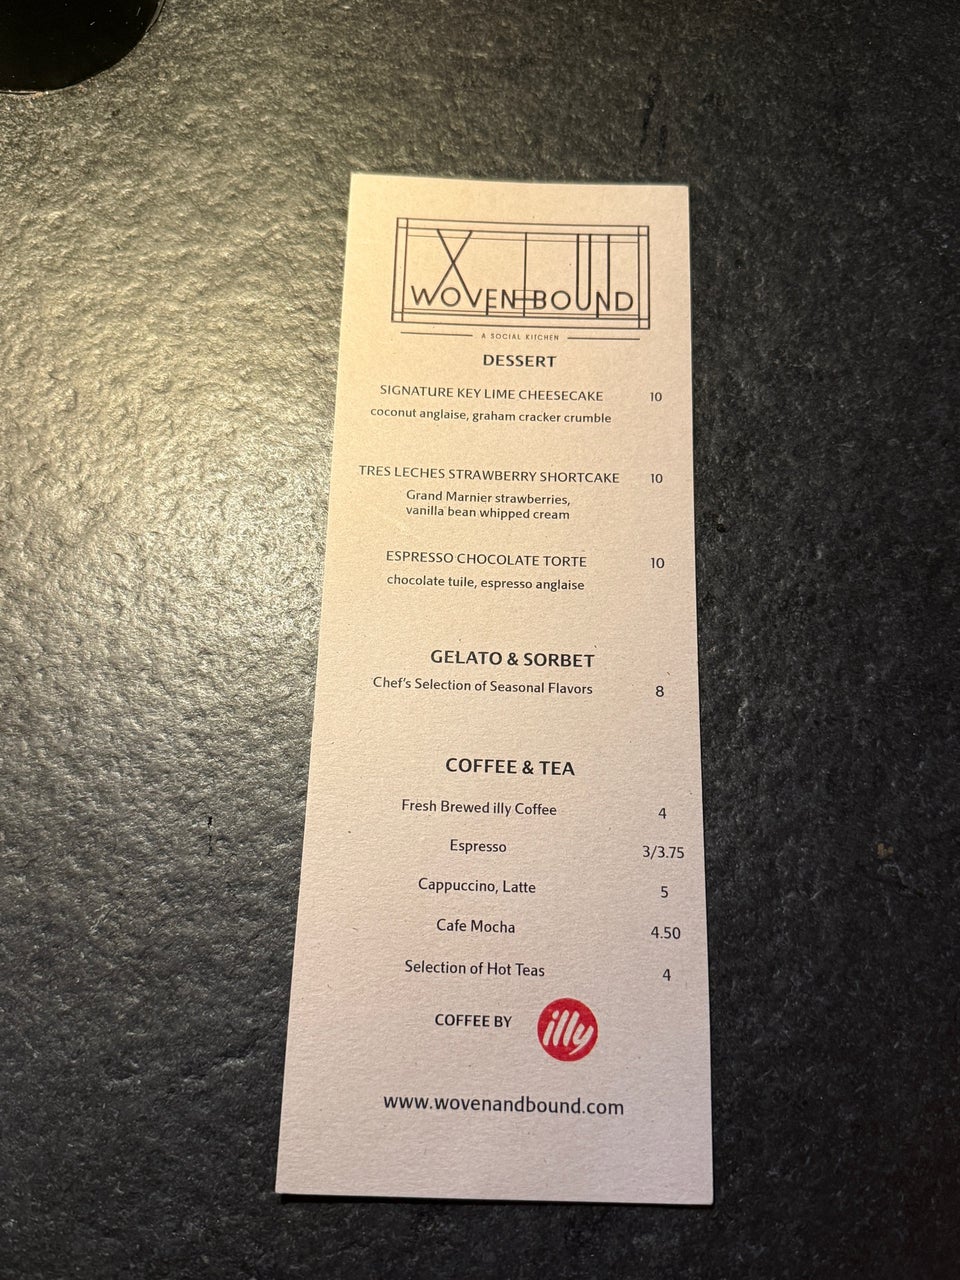 WOVEN+BOUND
A SOCIAL KITCHEN
DESSERT
SIGNATURE KEY LIME CHEESECAKE 10
coconut anglaise, graham cracker crumble
TRES LECHES STRAWBERRY SHORTCAKE 10
Grand Marnier strawberries,
vanilla bean whipped cream
ESPRESSO CHOCOLATE TORTE 10
chocolate tuile, espresso anglaise
GELATO & SORBET
Chef's Selection of Seasonal Flavors 8
COFFEE & TEA
Fresh Brewed illy Coffee 4
Espresso 3/3.75
Cappuccino, Latte 5
Cafe Mocha 4.50
Selection of Hot Teas 4
COFFEE BY illy
www.wovenandbound.com